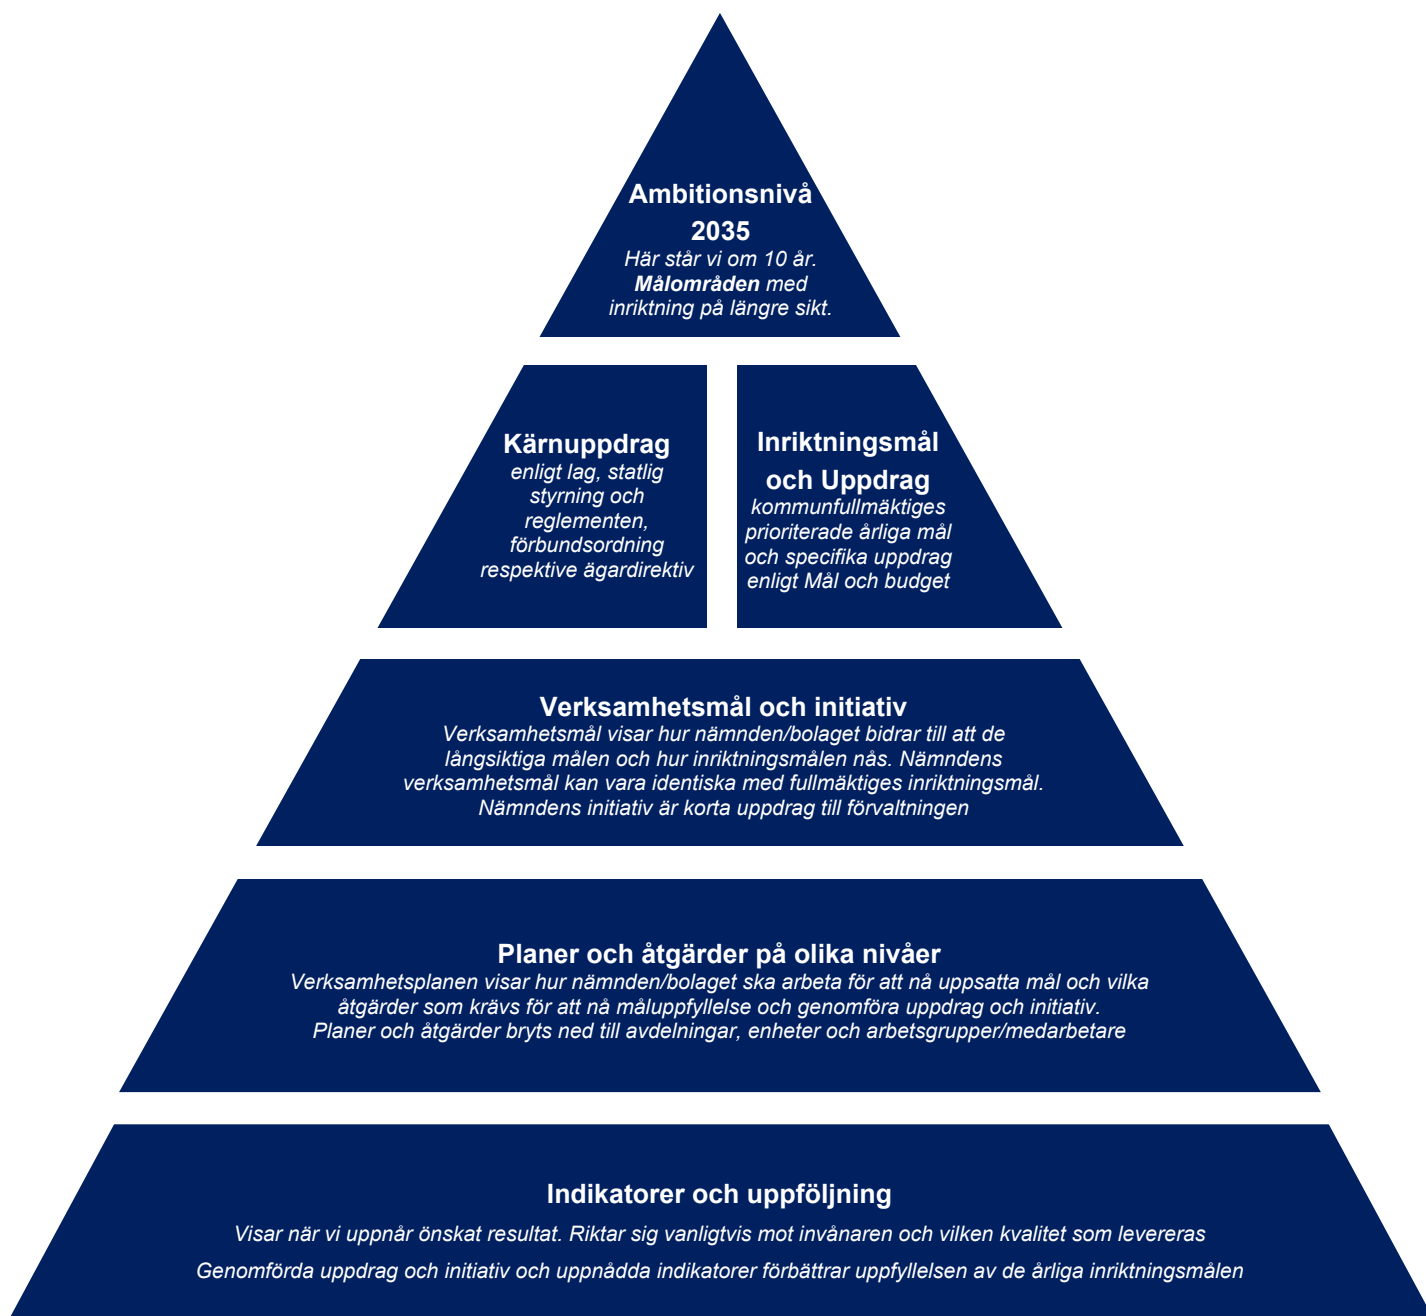 Ambitionsnivå
2035
Här står vi om 10 år.
Målområden med
inriktning på längre sikt.
Kärnuppdrag
enligt lag, statlig
styrning och
reglementen,
förbundsordning
respektive ägardirektiv
Inriktningsmål
och Uppdrag
kommunfullmäktiges
prioriterade årliga mål
och specifika uppdrag
enligt Mål och budget
Verksamhetsmål och initiativ
Verksamhetsmål visar hur nämnden/bolaget bidrar till att de
långsiktiga målen och hur inriktningsmålen nås. Nämndens
verksamhetsmål kan vara identiska med fullmäktiges inriktningsmål.
Nämndens initiativ är korta uppdrag till förvaltningen
Planer och åtgärder på olika nivåer
Verksamhetsplanen visar hur nämnden/bolaget ska arbeta för att nå uppsatta mål och vilka
åtgärder som krävs för att nå måluppfyllelse och genomföra uppdrag och initiativ.
Planer och åtgärder bryts ned till avdelningar, enheter och arbetsgrupper/medarbetare
Indikatorer och uppföljning
Visar när vi uppnår önskat resultat. Riktar sig vanligtvis mot invånaren och vilken kvalitet som levereras
Genomförda uppdrag och initiativ och uppnådda indikatorer förbättrar uppfyllelsen av de årliga inriktningsmålen